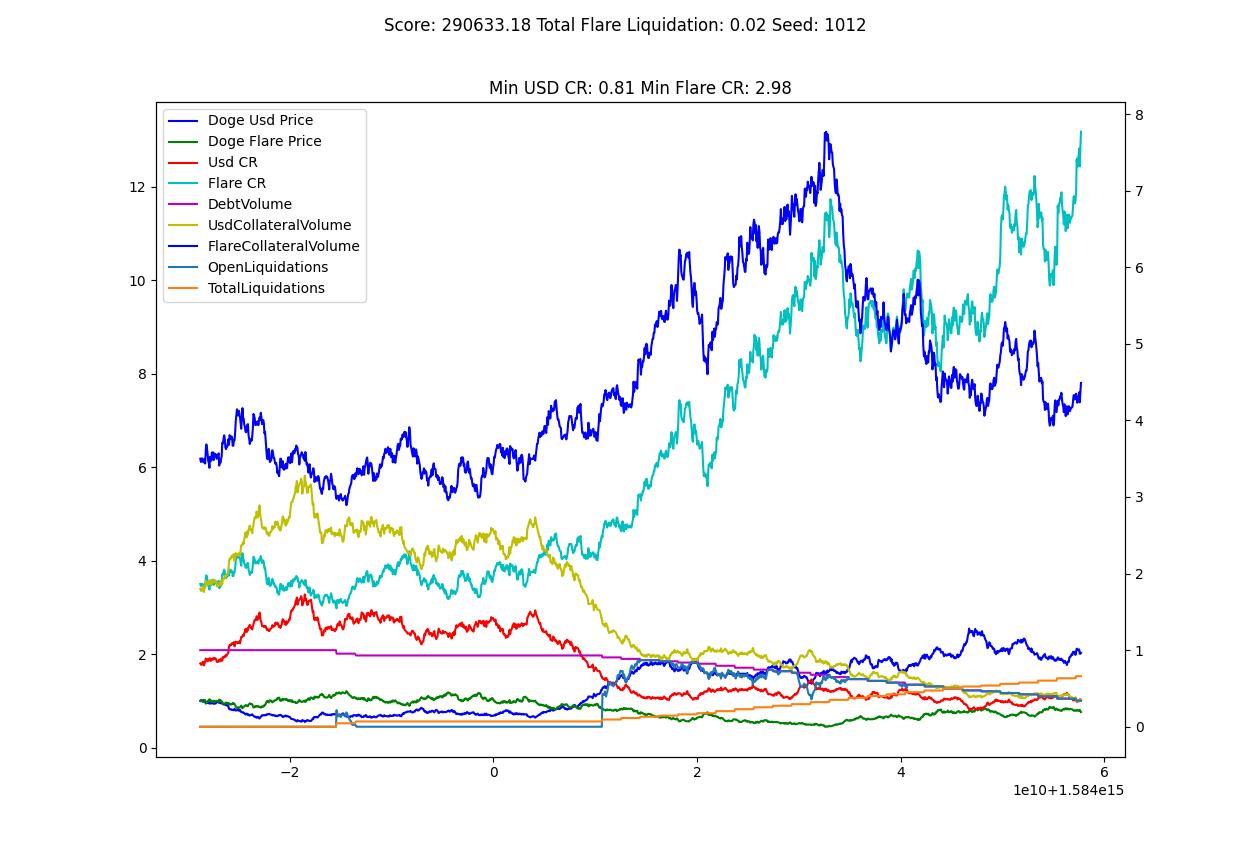 Score: 290633.18 Total Flare Liquidation: 0.02 Seed: 1012
Min USD CR: 0.81 Min Flare CR: 2.98
Doge Usd Price
Doge Flare Price
Usd CR
Flare CR
DebtVolume
UsdCollateralVolume
FlareCollateralVolume
OpenLiquidations
TotalLiquidations
12
10
8
6
4
2
0
8
7
6
5
4
3
2
1
0
−2 0 2 4 6
1e10+1.584e15